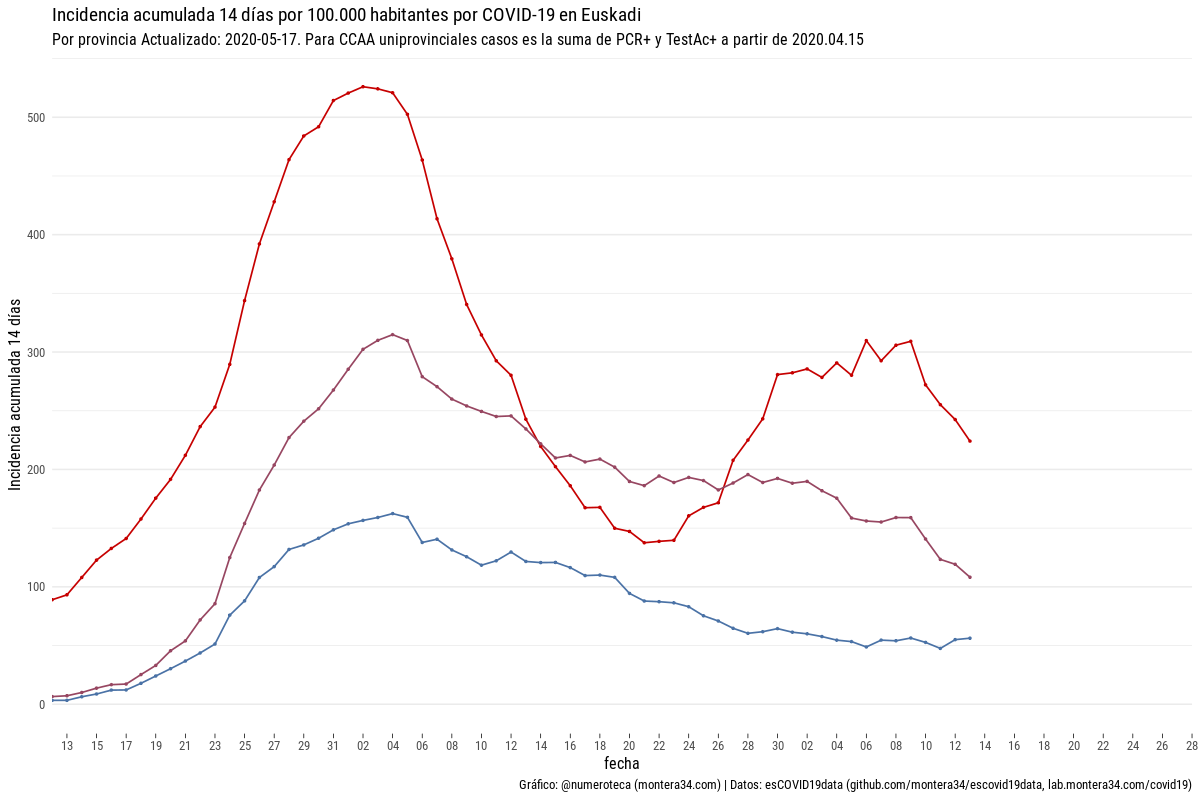 Incidencia acumulada 14 días por 100.000 habitantes por COVID-19 en Euskadi
Por provincia Actualizado: 2020-05-17. Para CCAA uniprovinciales casos es la suma de PCR+ y TestAc+ a partir de 2020.04.15
Incidencia acumulada 14 días
500
400
300
200
100
0
13 15 17 19 21 23 25 27 29 31 02 04 06 08 10 12 14 16 18 20 22 24 26 28 30 02 04 06 08 10 12 14 16 18 20 22 24 26 28
fecha
Gráfico: @numeroteca (montera34.com) | Datos: esCOVID19data (github.com/montera34/escovid19data, lab.montera34.com/covid19)